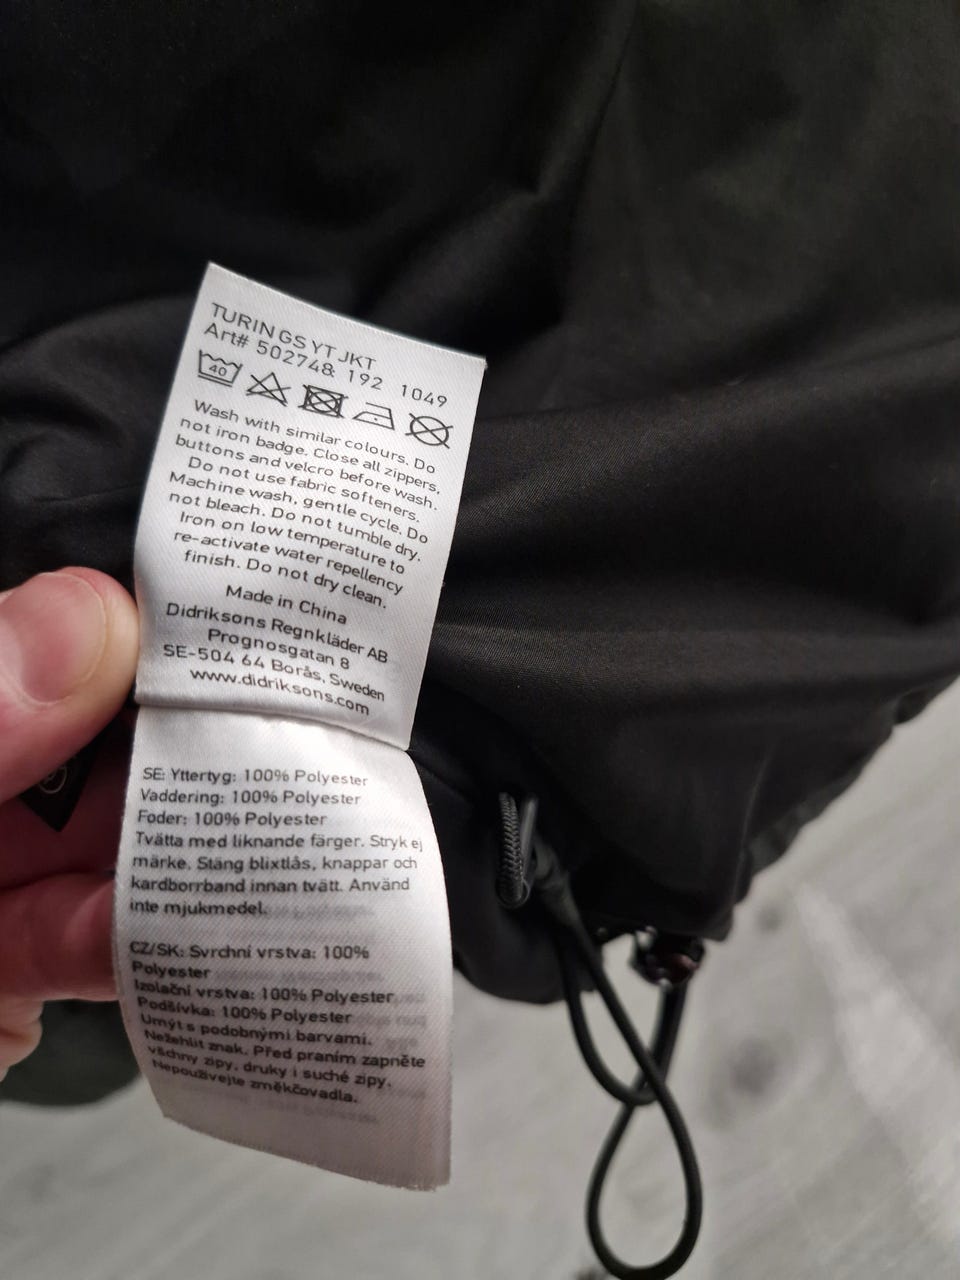 TURINGS YT JKT
Art# 502748 192 1049
40
Wash with similar colours. Do
not iron badge. Close all zippers,
buttons and velcro before wash.
Do not use fabric softeners.
Machine wash, gentle cycle. Do
not bleach. Do not tumble dry.
Iron on low temperature to
re-activate water repellency
finish. Do not dry clean.
Made in China
Didriksons Regnkläder AB
Prognosgatan 8
SE-504 64 Borås, Sweden
www.didriksons.com
SE: Yttertyg: 100% Polyester
Vaddering: 100% Polyester
Foder: 100% Polyester
Tvätta med liknande färger. Stryk ej
märke. Stäng blixtlås, knappar och
kardborrband innan tvätt. Använd
inte mjukmedel.
CZ/SK: Svrchní vrstva: 100%
Polyester
Izolační vrstva: 100% Polyester
Podšívka: 100% Polyester
Umýt s podobnými barvami.
Nežehlit znak. Před praním zapněte
všchny zipy, druky i suché zipy.
Nepoužívejte změkčovadla.